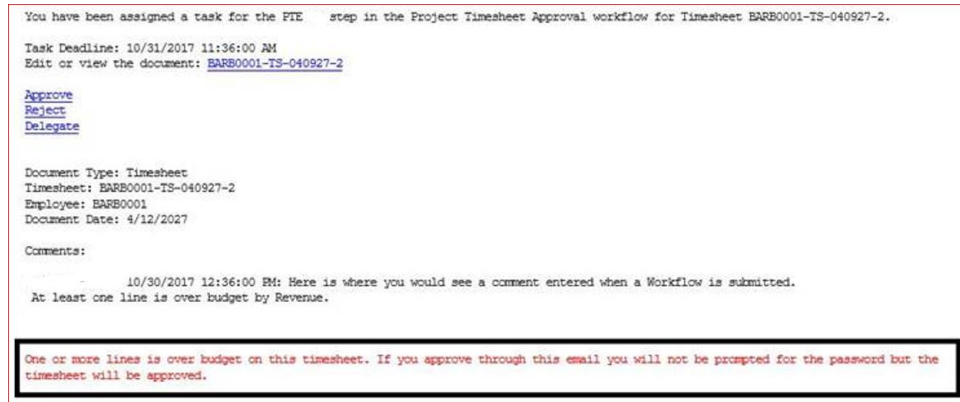 You have been assigned a task for the PTE step in the Project Timesheet Approval workflow for Timesheet BARB0001-TS-040927-2.
Task Deadline: 10/31/2017 11:36:00 AM
Edit or view the document: BARB0001-TS-040927-2
Approve
Reject
Delegate
Document Type: Timesheet
Timesheet: BARB0001-TS-040927-2
Employee: BARB0001
Document Date: 4/12/2027
Comments:
10/30/2017 12:36:00 PM: Here is where you would see a comment entered when a Workflow is submitted.
At least one line is over budget by Revenue.
One or more lines is over budget on this timesheet. If you approve through this email you will not be prompted for the password but the
timesheet will be approved.